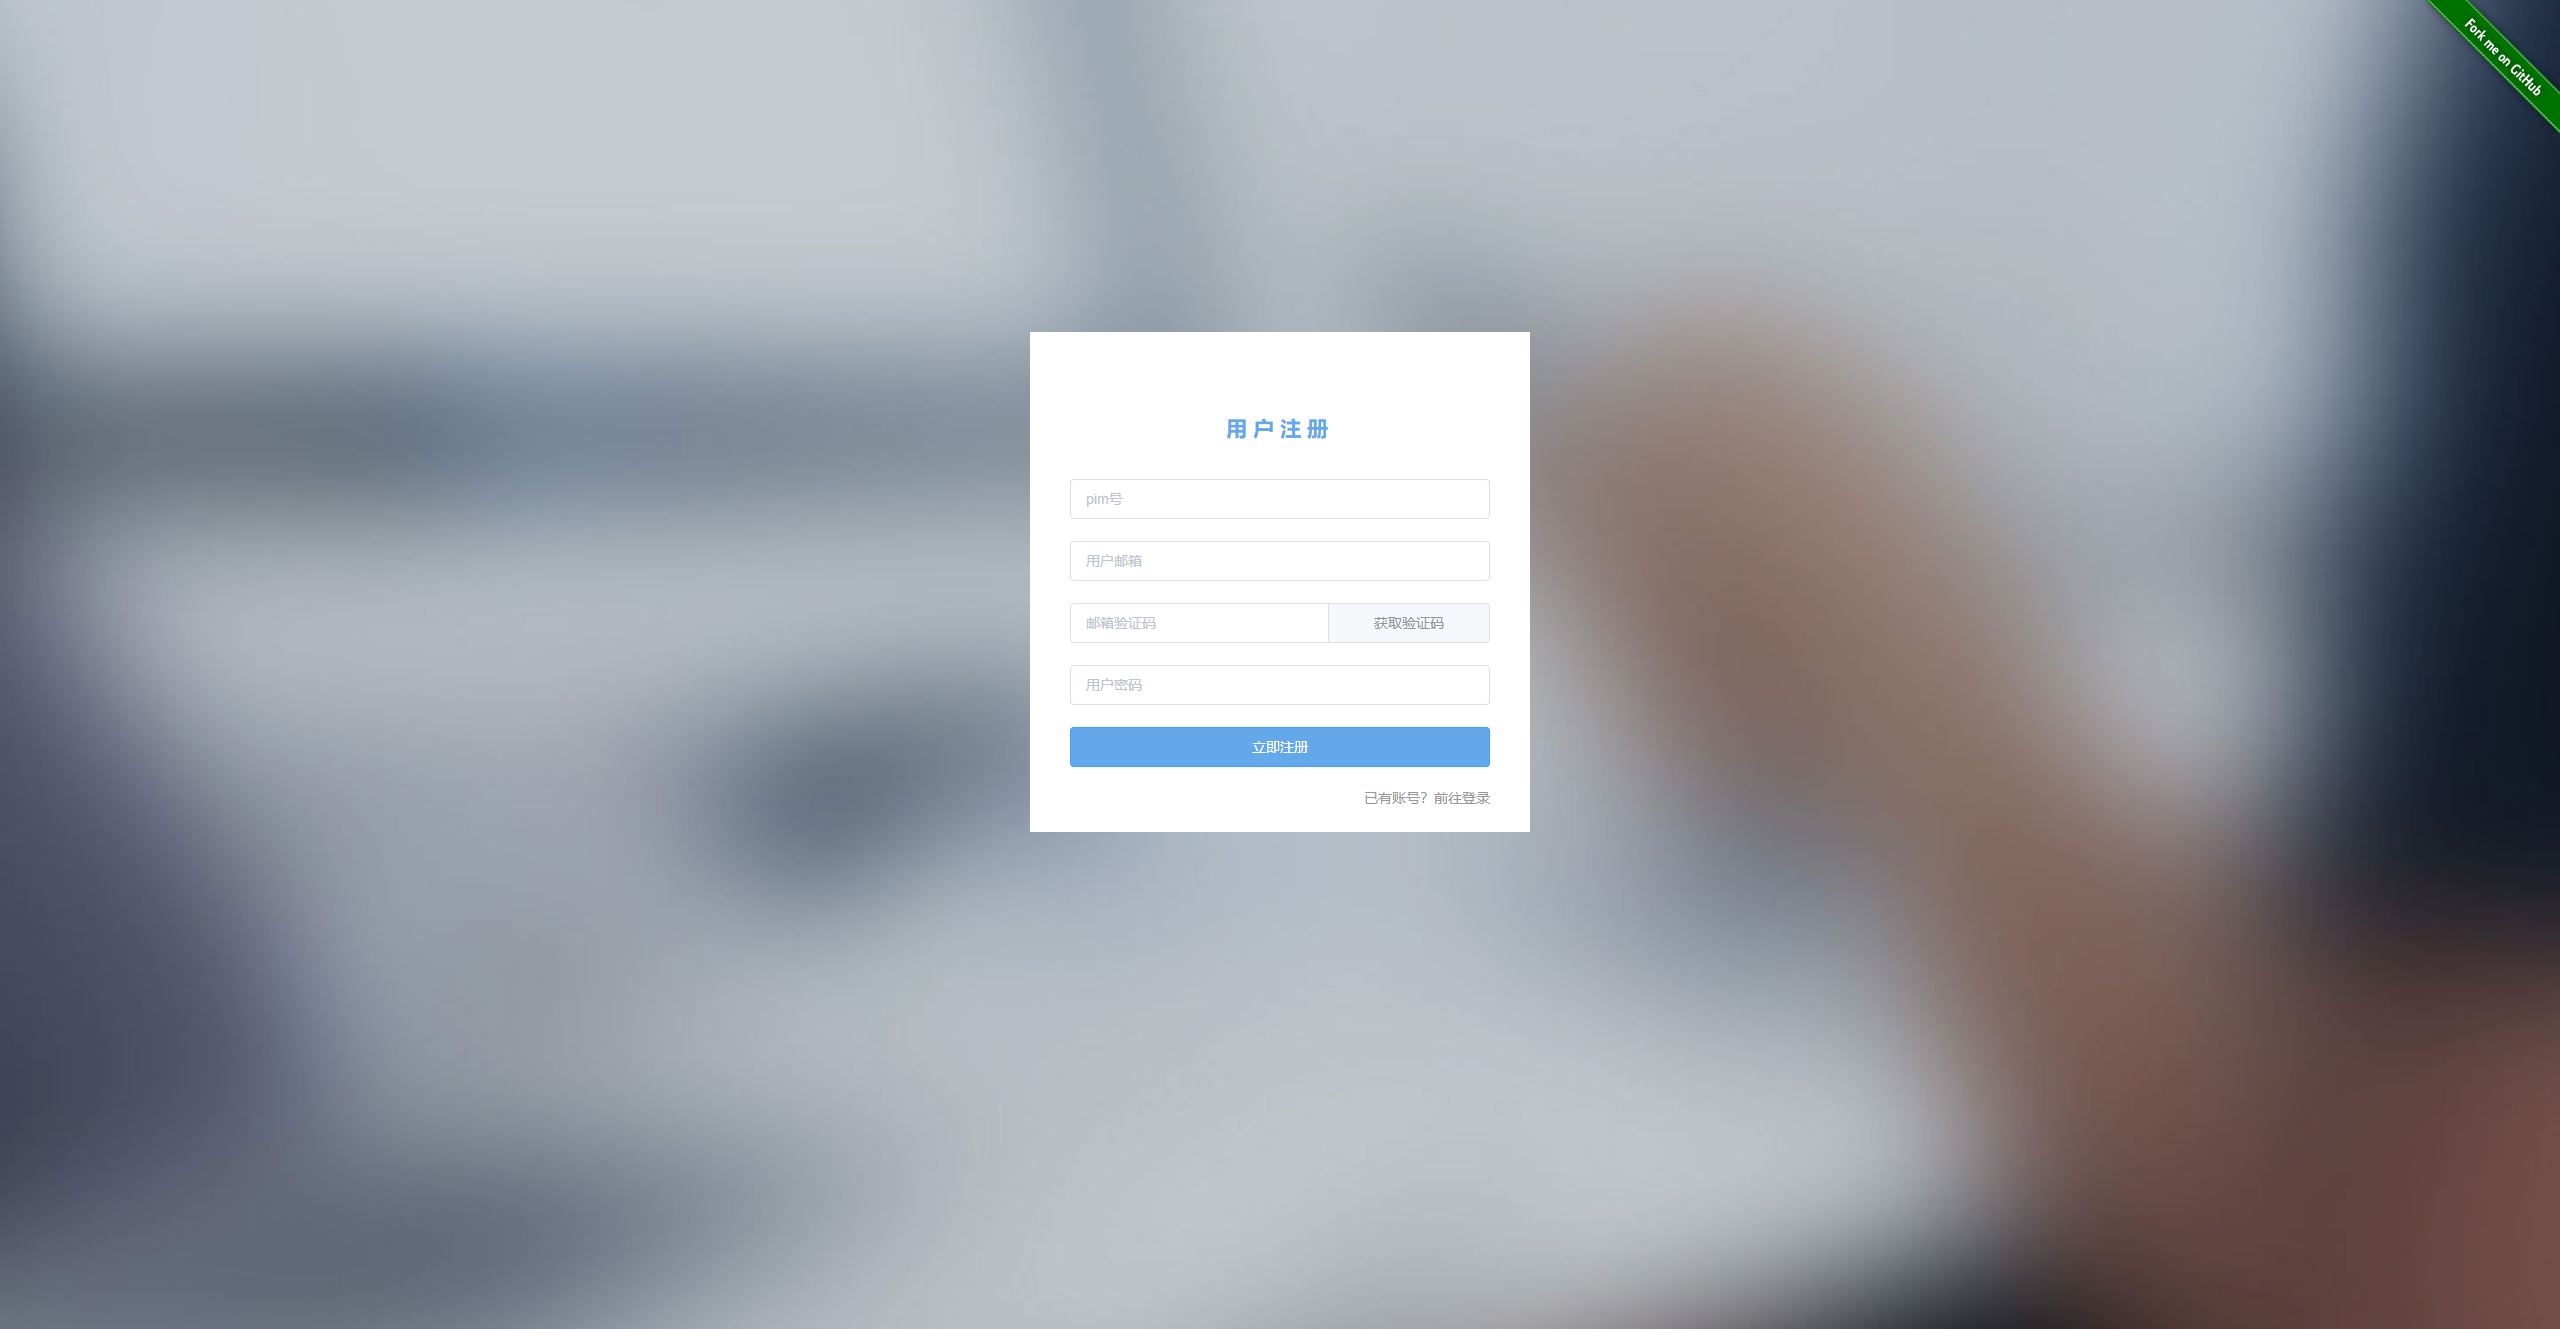 Fork me on GitHub
用户注册
pim号
用户邮箱
邮箱验证码
获取验证码
用户密码
立即注册
已有账号？前往登录